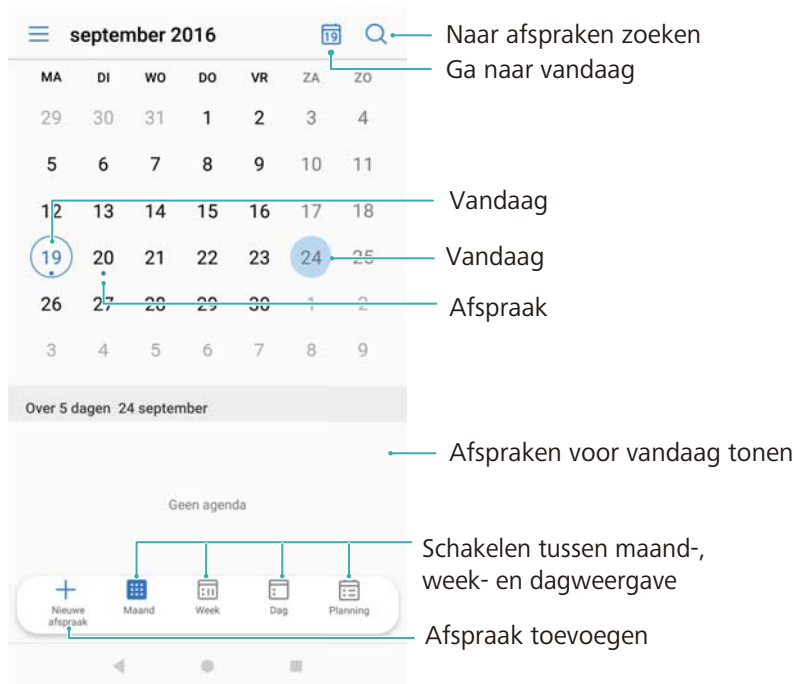 september 2016
19
Naar afspraken zoeken
Ga naar vandaag
MA DI WO DO VR ZA ZO
29 30 31 1 2 3 4
5 6 7 8 9 10 11
12 13 14 15 16 17 18
Vandaag
19 20 21 22 23 24 25
Vandaag
26 27 28 29 30 1 2
Afspraak
3 4 5 6 7 8 9
Over 5 dagen 24 september
Afspraken voor vandaag tonen
Geen agenda
Schakelen tussen maand-,
week- en dagweergave
Nieuwe
afspraak
Maand
Week
Dag
Planning
Afspraak toevoegen